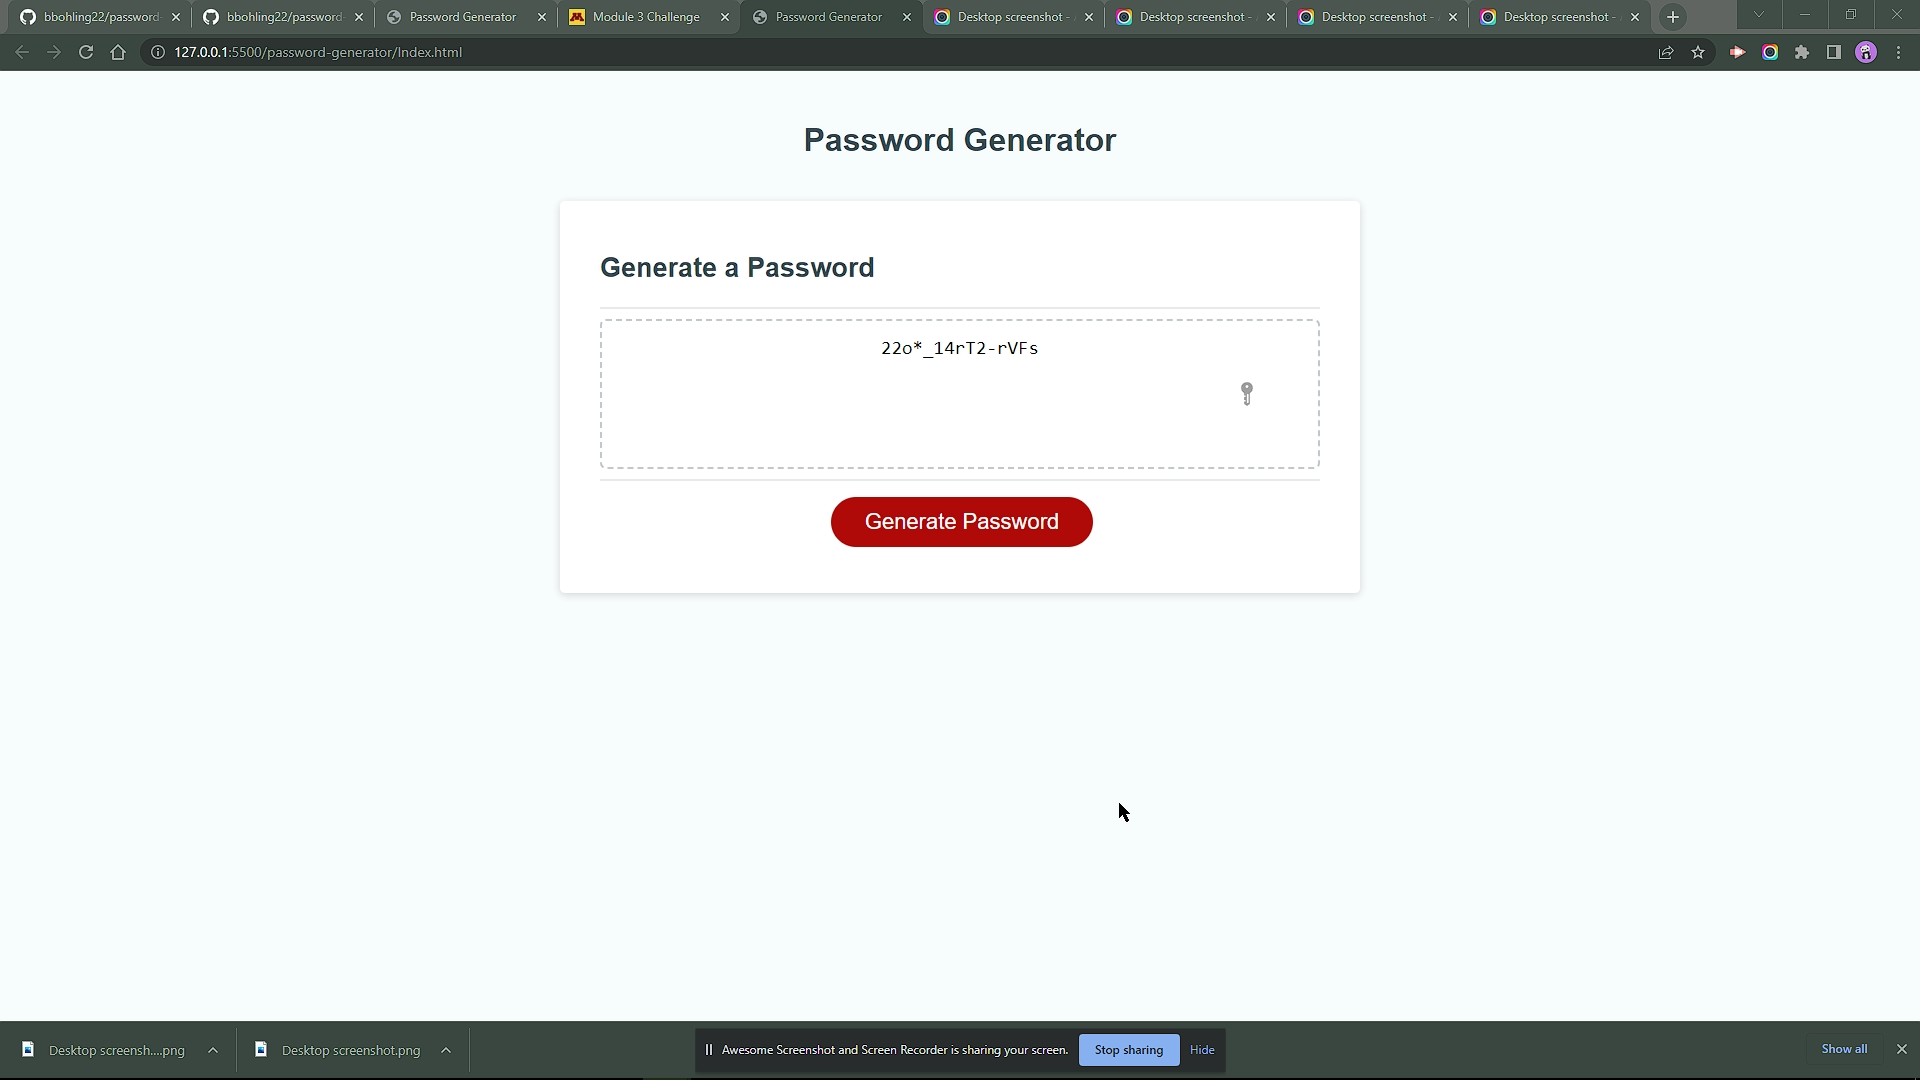 bbohling22/password-
bbohling22/password-
Password Generator
Module 3 Challenge
Password Generator
Desktop screenshot -
Desktop screenshot -
Desktop screenshot -
Desktop screenshot -
127.0.0.1:5500/password-generator/Index.html
Password Generator
Generate a Password
22o*_14rT2-rVFs
Generate Password
Desktop screensh....png
Desktop screenshot.png
Awesome Screenshot and Screen Recorder is sharing your screen.
Stop sharing
Hide
Show all